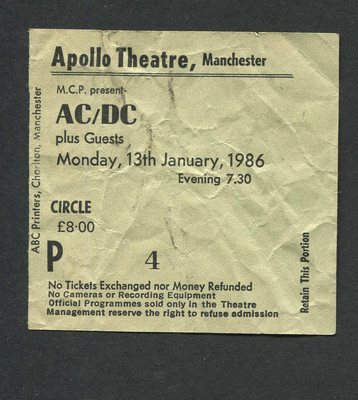 Apollo Theatre, Manchester
M.C.P. present-
AC/DC
plus Guests
Monday, 13th January, 1986
Evening 7.30
CIRCLE
£8·00
P 4
No Tickets Exchanged nor Money Refunded
No Cameras or Recording Equipment
Official Programmes sold only in the Theatre
Management reserve the right to refuse admission
ABC Printers, Chorlton, Manchester
Retain This Portion